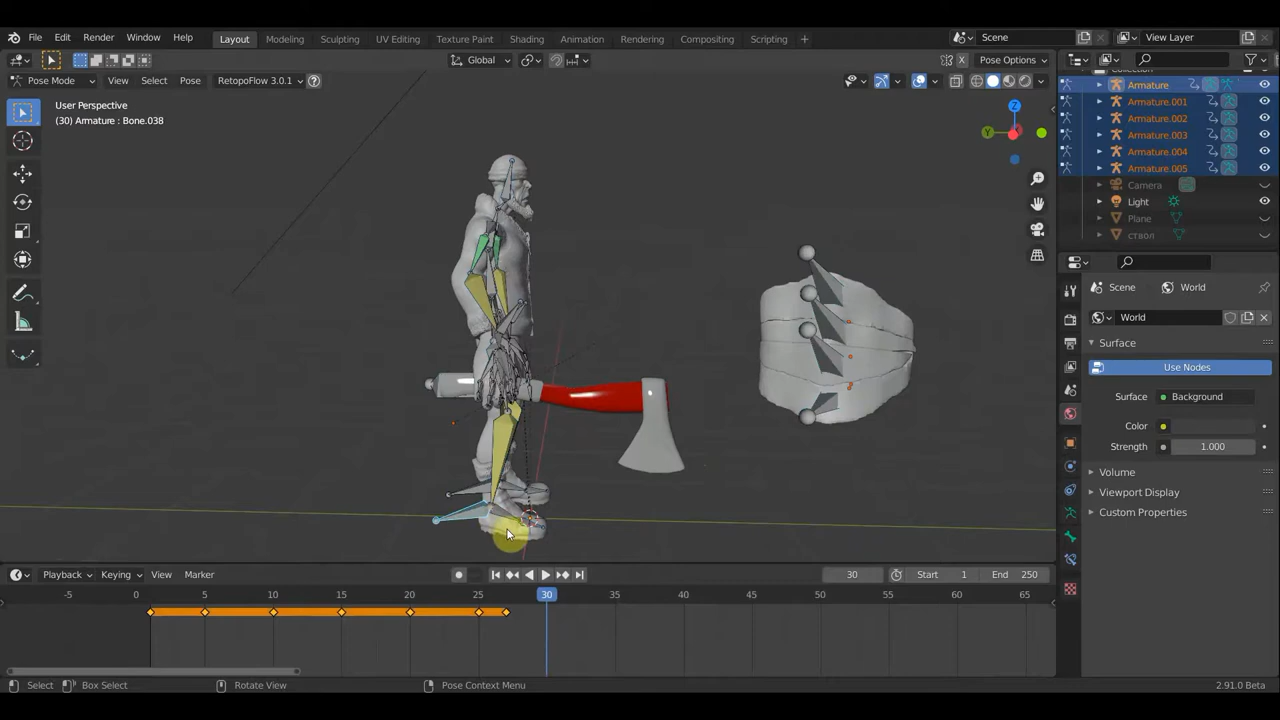 File Edit Render Window Help
Layout Modeling Sculpting UV Editing Texture Paint Shading Animation Rendering Compositing Scripting +
Scene
View Layer
Global
X
Pose Options
Pose Mode View Select Pose RetopoFlow 3.0.1
User Perspective
(30) Armature : Bone.038
Z
Y
Armature
Armature.001
Armature.002
Armature.003
Armature.004
Armature.005
Camera
Light
Plane
ствол
Scene World
World
Surface
Use Nodes
Surface Background
Color
Strength 1.000
Volume
Viewport Display
Custom Properties
Playback Keying View Marker
30 Start 1 End 250
-5 0 5 10 15 20 25 30 35 40 45 50 55 60 65
Select Box Select Rotate View Pose Context Menu 2.91.0 Beta